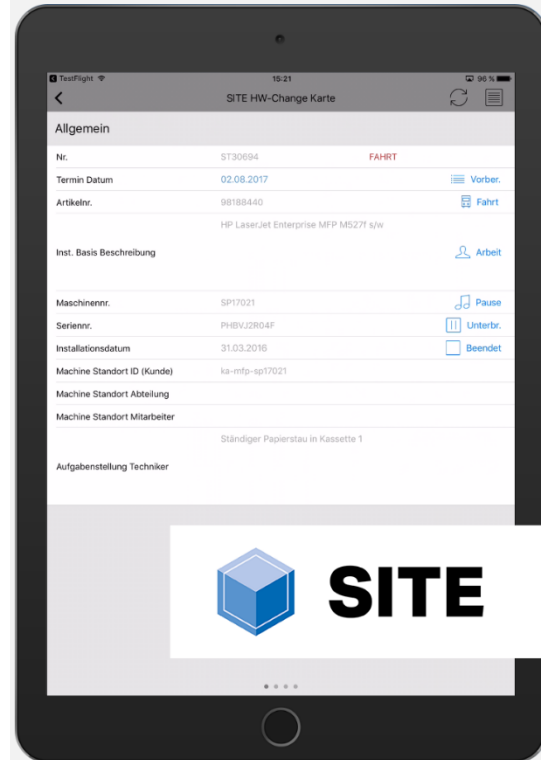 TestFlight 15:21 96 %
SITE HW-Change Karte
Allgemein
Nr. ST30694 FAHRT
Termin Datum 02.08.2017 Vorber.
Artikelnr. 98188440 Fahrt
HP LaserJet Enterprise MFP M527f s/w
Inst. Basis Beschreibung Arbeit
Maschinennr. SP17021 Pause
Seriennr. PHBVJ2R04F Unterbr.
Installationsdatum 31.03.2016 Beendet
Machine Standort ID (Kunde) ka-mfp-sp17021
Machine Standort Abteilung
Machine Standort Mitarbeiter
Ständiger Papierstau in Kassette 1
Aufgabenstellung Techniker
SITE